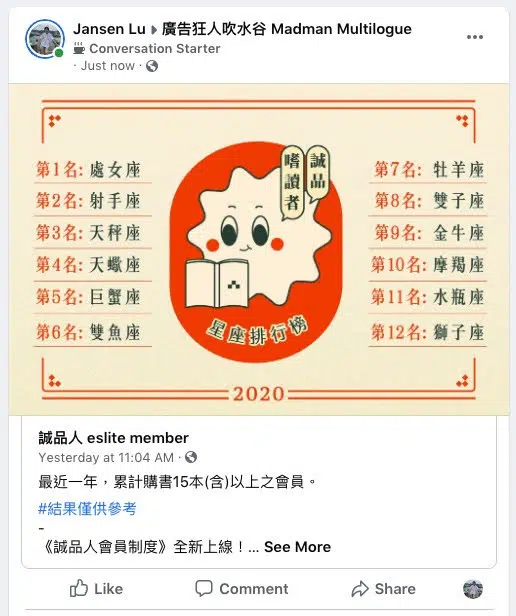 Jansen Lu ▸ 廣告狂人吹水谷 Madman Multilogue
Conversation Starter
· Just now ·
第1名: 處女座
第2名: 射手座
第3名: 天秤座
第4名: 天蠍座
第5名: 巨蟹座
第6名: 雙魚座
誠品
嗜讀者
星座排行榜
第7名: 牡羊座
第8名: 雙子座
第9名: 金牛座
第10名: 摩羯座
第11名: 水瓶座
第12名: 獅子座
2020
誠品人 eslite member
Yesterday at 11:04 AM ·
最近一年，累計購書15本(含)以上之會員。
#結果僅供參考
-
《誠品人會員制度》全新上線！... See More
Like
Comment
Share